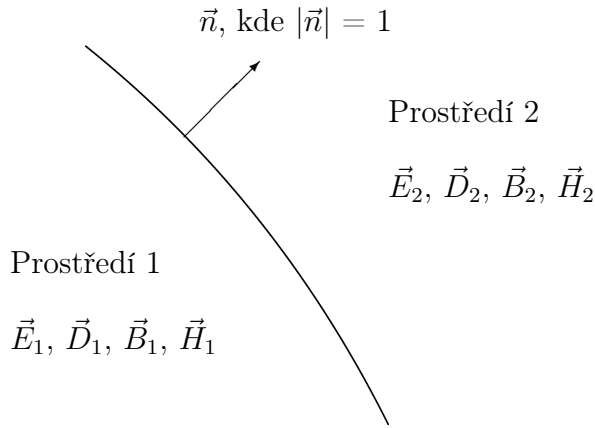 n⃗, kde |n⃗| = 1
Prostředí 2
E⃗₂, D⃗₂, B⃗₂, H⃗₂
Prostředí 1
E⃗₁, D⃗₁, B⃗₁, H⃗₁